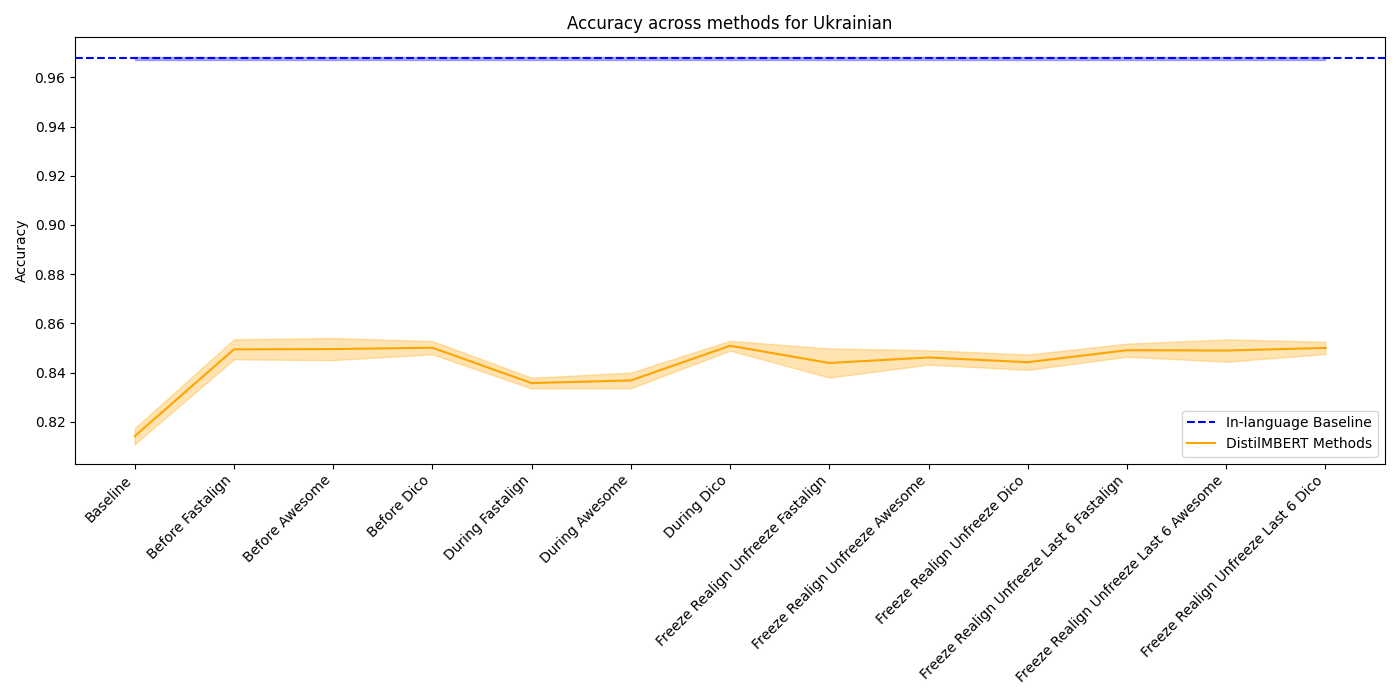 Accuracy across methods for Ukrainian
Accuracy
0.96
0.94
0.92
0.90
0.88
0.86
0.84
0.82
In-language Baseline
DistilMBERT Methods
Baseline
Before Fastalign
Before Awesome
Before Dico
During Fastalign
During Awesome
During Dico
Freeze Realign Unfreeze Fastalign
Freeze Realign Unfreeze Awesome
Freeze Realign Unfreeze Dico
Freeze Realign Unfreeze Last 6 Fastalign
Freeze Realign Unfreeze Last 6 Awesome
Freeze Realign Unfreeze Last 6 Dico